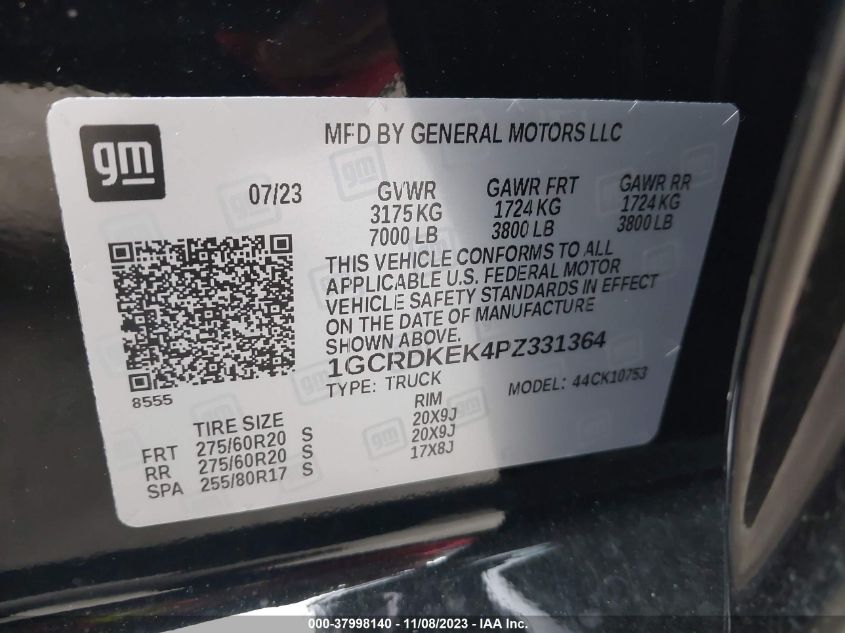 gm
MFD BY GENERAL MOTORS LLC
07/23
GVWR
3175 KG
7000 LB
GAWR FRT
1724 KG
3800 LB
GAWR RR
1724 KG
3800 LB
THIS VEHICLE CONFORMS TO ALL
APPLICABLE U.S. FEDERAL MOTOR
VEHICLE SAFETY STANDARDS IN EFFECT
ON THE DATE OF MANUFACTURE
SHOWN ABOVE.
1GCRDKEK4PZ331364
TYPE: TRUCK
MODEL: 44CK10753
8555
TIRE SIZE
RIM
FRT 275/60R20 S 20X9J
RR 275/60R20 S 20X9J
SPA 255/80R17 S 17X8J
000-37998140 - 11/08/2023 - IAA Inc.